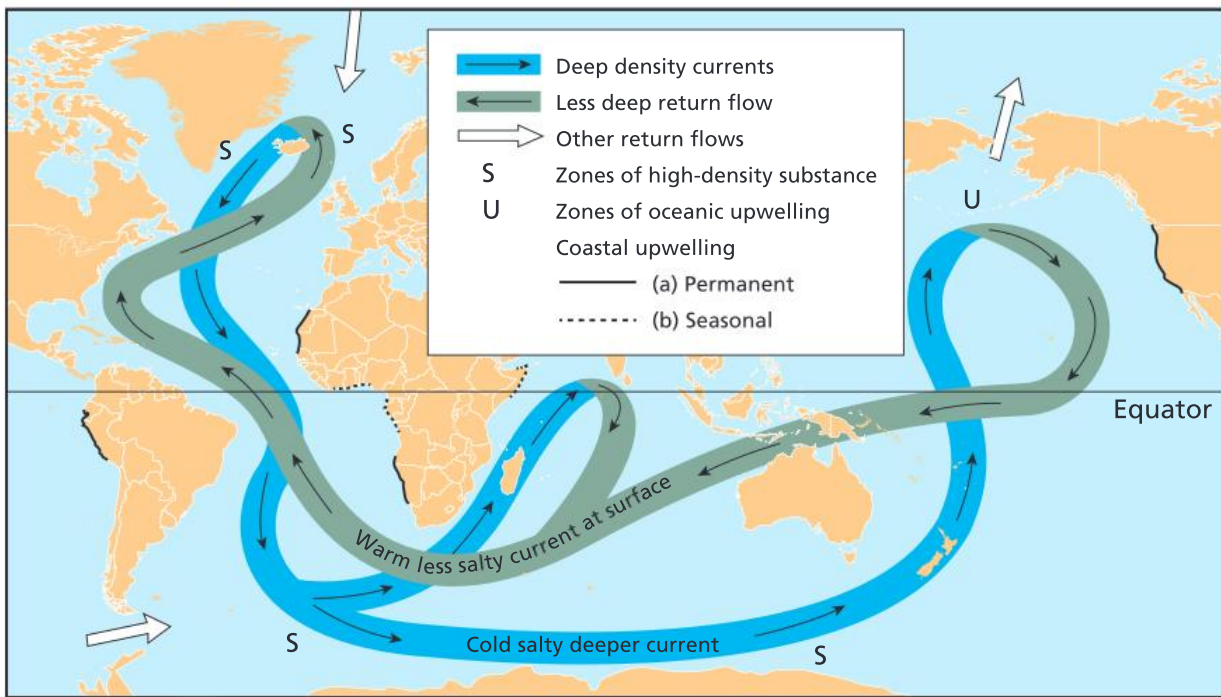 S
S
Deep density currents
Less deep return flow
Other return flows
S Zones of high-density substance
U Zones of oceanic upwelling
Coastal upwelling
(a) Permanent
(b) Seasonal
U
Equator
Warm less salty current at surface
Cold salty deeper current
S
S